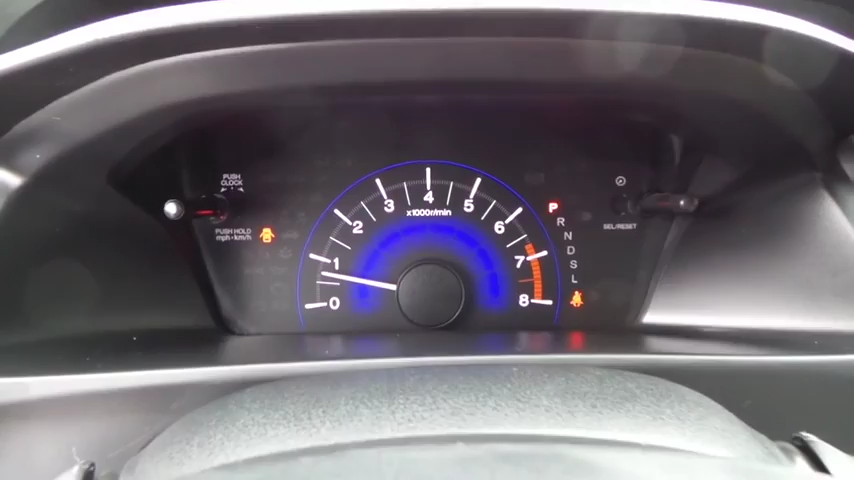 PUSH
CLOCK
PUSH HOLD
mph•km/h
0
1
2
3
4
5
6
7
8
x1000r/min
P
R
N
D
S
L
SEL/RESET